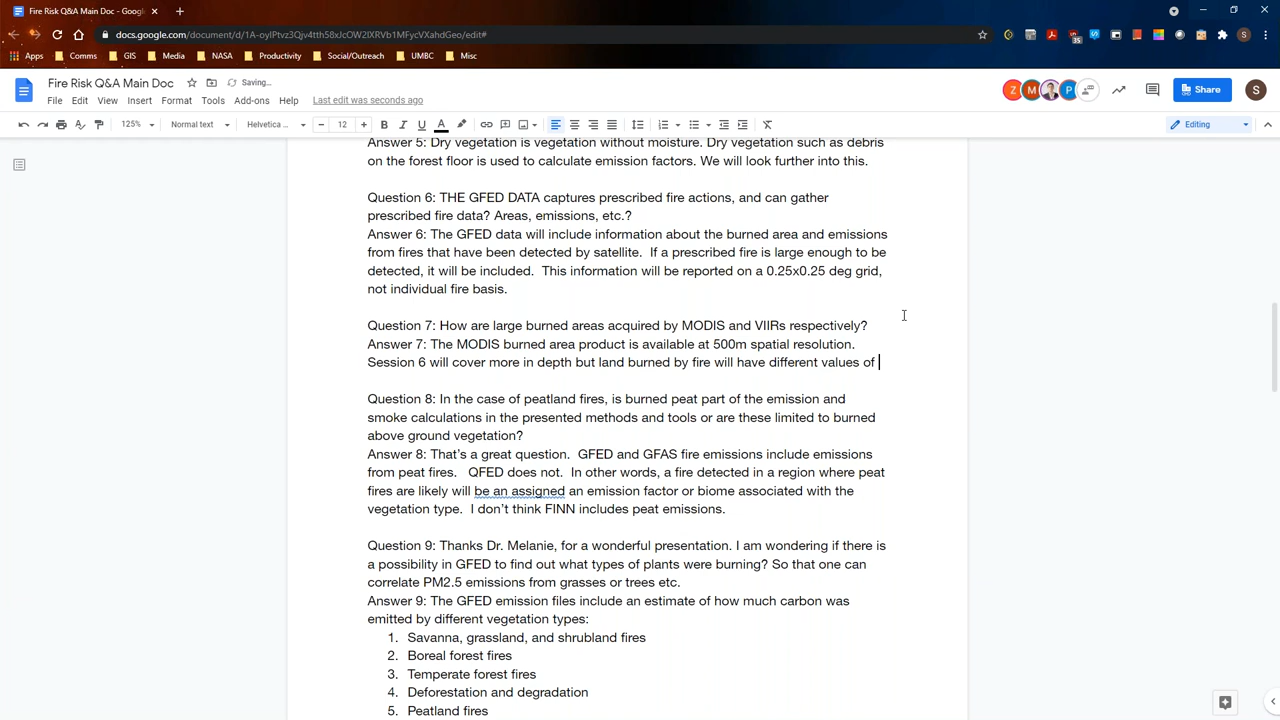 Fire Risk Q&A Main Doc - Googl
docs.google.com/document/d/1A-oyIPtvz3Qjv4tth58xJcOW2lXRVb1MFycVXahdGeo/edit#
Apps Comms GIS Media NASA Productivity Social/Outreach UMBC Misc
Fire Risk Q&A Main Doc Saving...
File Edit View Insert Format Tools Add-ons Help Last edit was seconds ago
Z M P Share S
125% Normal text Helvetica ... 12 B I U A Editing
Answer 5: Dry vegetation is vegetation without moisture. Dry vegetation such as debris
on the forest floor is used to calculate emission factors. We will look further into this.
Question 6: THE GFED DATA captures prescribed fire actions, and can gather
prescribed fire data? Areas, emissions, etc.?
Answer 6: The GFED data will include information about the burned area and emissions
from fires that have been detected by satellite.  If a prescribed fire is large enough to be
detected, it will be included.  This information will be reported on a 0.25x0.25 deg grid,
not individual fire basis.
Question 7: How are large burned areas acquired by MODIS and VIIRs respectively?
Answer 7: The MODIS burned area product is available at 500m spatial resolution.
Session 6 will cover more in depth but land burned by fire will have different values of
Question 8: In the case of peatland fires, is burned peat part of the emission and
smoke calculations in the presented methods and tools or are these limited to burned
above ground vegetation?
Answer 8: That's a great question.  GFED and GFAS fire emissions include emissions
from peat fires.   QFED does not.  In other words, a fire detected in a region where peat
fires are likely will be an assigned an emission factor or biome associated with the
vegetation type.  I don't think FINN includes peat emissions.
Question 9: Thanks Dr. Melanie, for a wonderful presentation. I am wondering if there is
a possibility in GFED to find out what types of plants were burning? So that one can
correlate PM2.5 emissions from grasses or trees etc.
Answer 9: The GFED emission files include an estimate of how much carbon was
emitted by different vegetation types:
1. Savanna, grassland, and shrubland fires
2. Boreal forest fires
3. Temperate forest fires
4. Deforestation and degradation
5. Peatland fires